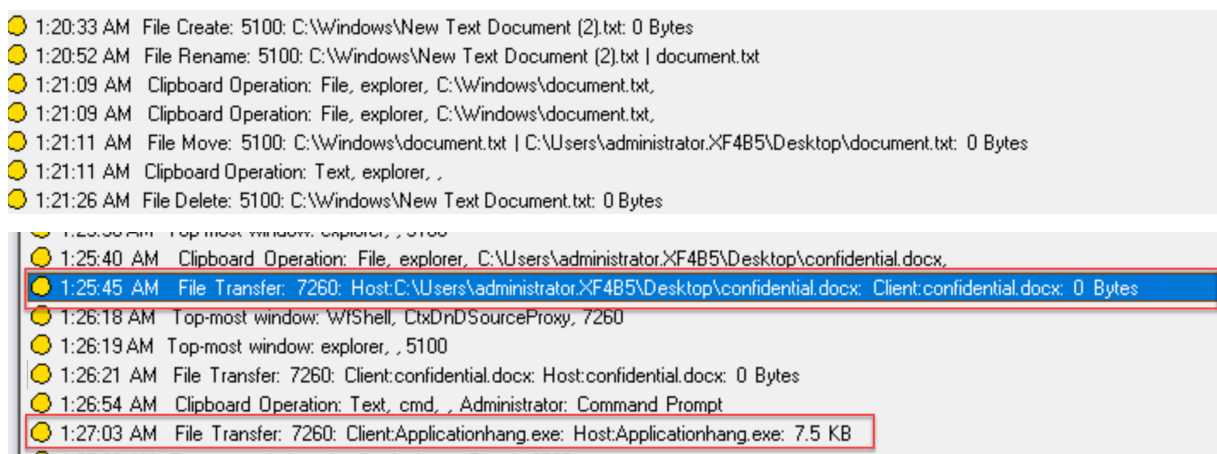 1:20:33 AM File Create: 5100: C:\Windows\New Text Document (2).txt: 0 Bytes
1:20:52 AM File Rename: 5100: C:\Windows\New Text Document (2).txt | document.txt
1:21:09 AM Clipboard Operation: File, explorer, C:\Windows\document.txt,
1:21:09 AM Clipboard Operation: File, explorer, C:\Windows\document.txt,
1:21:11 AM File Move: 5100: C:\Windows\document.txt | C:\Users\administrator.XF4B5\Desktop\document.txt: 0 Bytes
1:21:11 AM Clipboard Operation: Text, explorer, ,
1:21:26 AM File Delete: 5100: C:\Windows\New Text Document.txt: 0 Bytes
AM Top-most window: explorer, , 5100
1:25:40 AM Clipboard Operation: File, explorer, C:\Users\administrator.XF4B5\Desktop\confidential.docx,
1:25:45 AM File Transfer: 7260: Host:C:\Users\administrator.XF4B5\Desktop\confidential.docx: Client:confidential.docx: 0 Bytes
1:26:18 AM Top-most window: WfShell, CtxDnDSourceProxy, 7260
1:26:19 AM Top-most window: explorer, , 5100
1:26:21 AM File Transfer: 7260: Client:confidential.docx: Host:confidential.docx: 0 Bytes
1:26:54 AM Clipboard Operation: Text, cmd, , Administrator: Command Prompt
1:27:03 AM File Transfer: 7260: Client:Applicationhang.exe: Host:Applicationhang.exe: 7.5 KB